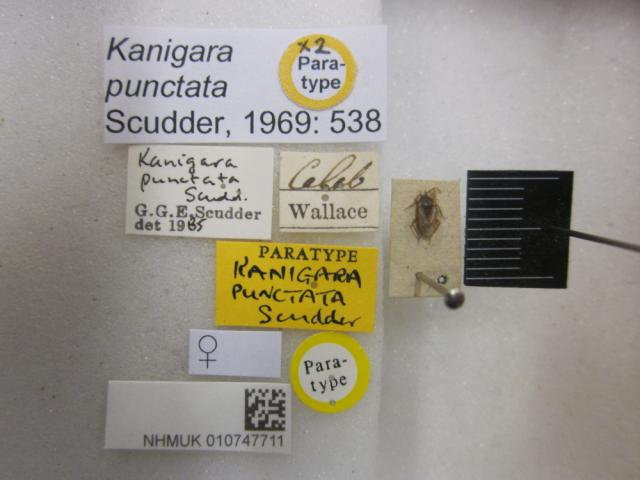 Kanigara
punctata
Scudder, 1969: 538
x2
Para-
type
Kanigara
punctata
Scudd.
G.G.E. Scudder
det 1985
Celeb
Wallace
PARATYPE
KANIGARA
PUNCTATA
Scudder
♀
Para-
type
NHMUK 010747711